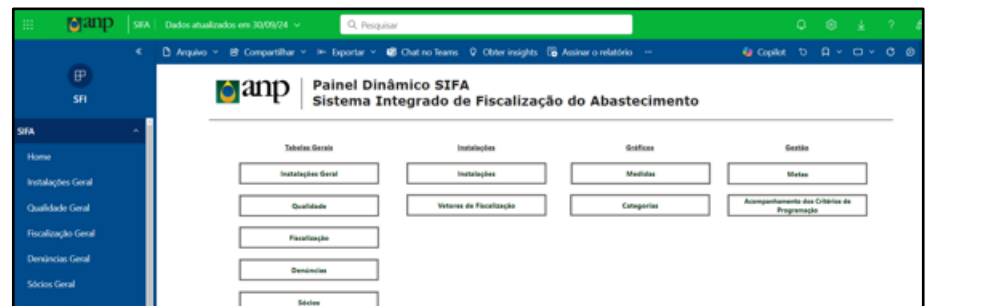 anp SIFA Dados atualizados em 30/09/24 Pesquisar
Arquivo Compartilhar Exportar Chat no Teams Obter insights Assinar o relatório ... Copilot
SFI
SIFA
Home
Instalações Geral
Qualidade Geral
Fiscalização Geral
Denúncias Geral
Sócios Geral
anp
Painel Dinâmico SIFA
Sistema Integrado de Fiscalização do Abastecimento
Tabelas Gerais Instalações Gráficos Gestão
Instalações Geral Instalações Medidas Metas
Qualidade Vetores de Fiscalização Categorias Acompanhamento dos Critérios de
Programação
Fiscalização
Denúncias
Sócios